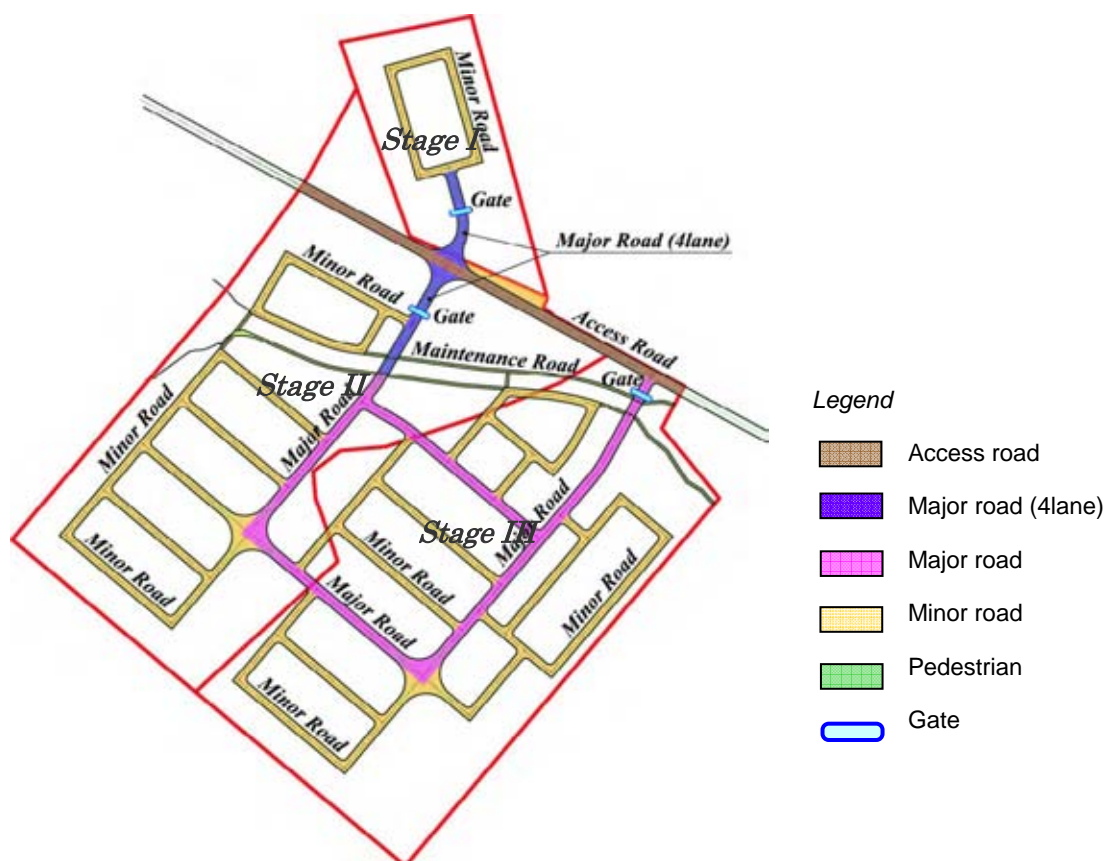 Minor Road
Stage I
Gate
Major Road (4lane)
Minor Road
Gate
Access Road
Maintenance Road
Gate
Stage II
Major Road
Minor Road
Major Road
Stage III
Minor Road
Minor Road
Major Road
Minor Road
Minor Road
Legend
Access road
Major road (4lane)
Major road
Minor road
Pedestrian
Gate